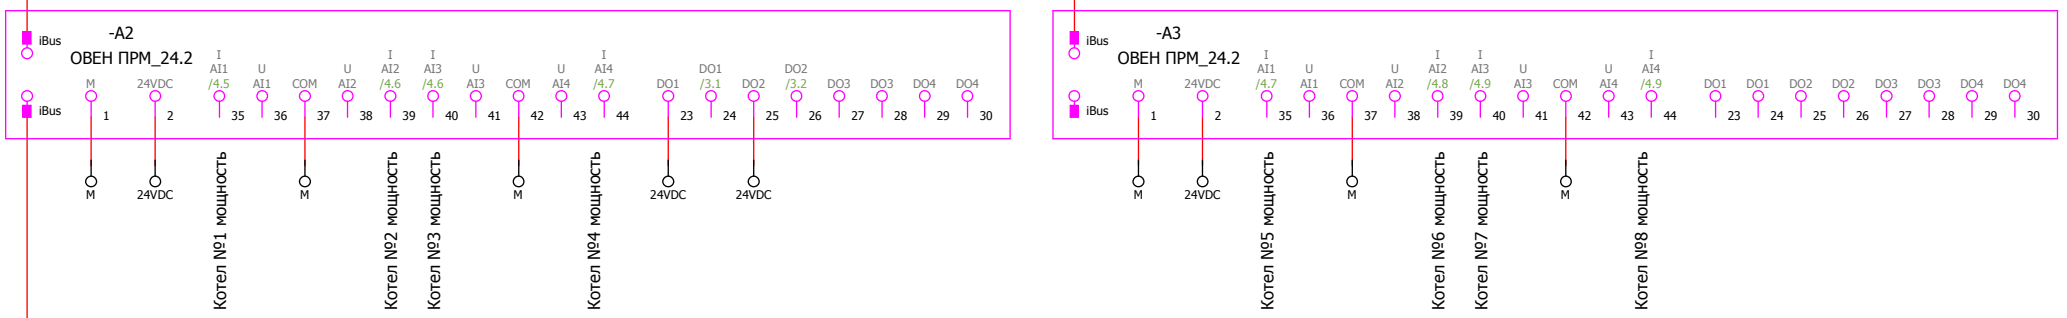 -A2
ОВЕН ПРМ_24.2
iBus
iBus
I I I I
AI1 U AI2 AI3 U AI4 DO1 DO2
M 24VDC /4.5 AI1 COM AI2 /4.6 /4.6 AI3 COM AI4 /4.7 DO1 /3.1 DO2 /3.2 DO3 DO3 DO4 DO4
U U
1 2 35 36 37 38 39 40 41 42 43 44 23 24 25 26 27 28 29 30
M 24VDC M M 24VDC 24VDC
Котел №1 мощность
Котел №2 мощность
Котел №3 мощность
Котел №4 мощность
-A3
ОВЕН ПРМ_24.2
iBus
iBus
I I I I
AI1 U U AI2 AI3 U U AI4
M 24VDC /4.7 AI1 COM AI2 /4.8 /4.9 AI3 COM AI4 /4.9 DO1 DO1 DO2 DO2 DO3 DO3 DO4 DO4
1 2 35 36 37 38 39 40 41 42 43 44 23 24 25 26 27 28 29 30
M 24VDC M M
Котел №5 мощность
Котел №6 мощность
Котел №7 мощность
Котел №8 мощность